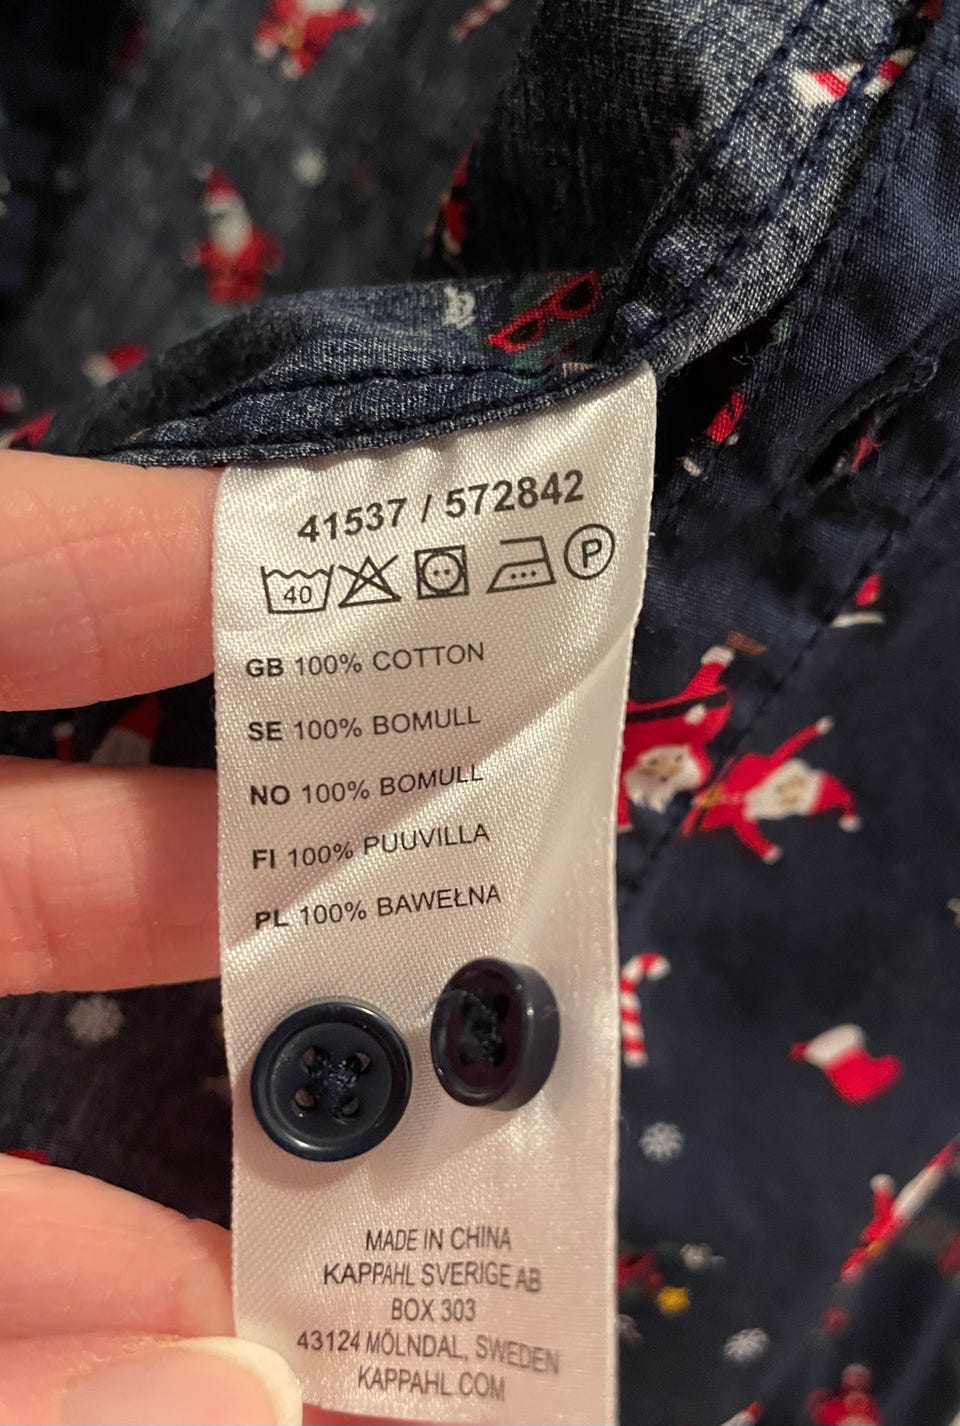 41537 / 572842
40 P
GB 100% COTTON
SE 100% BOMULL
NO 100% BOMULL
FI 100% PUUVILLA
PL 100% BAWEŁNA
MADE IN CHINA
KAPPAHL SVERIGE AB
BOX 303
43124 MÖLNDAL, SWEDEN
KAPPAHL.COM